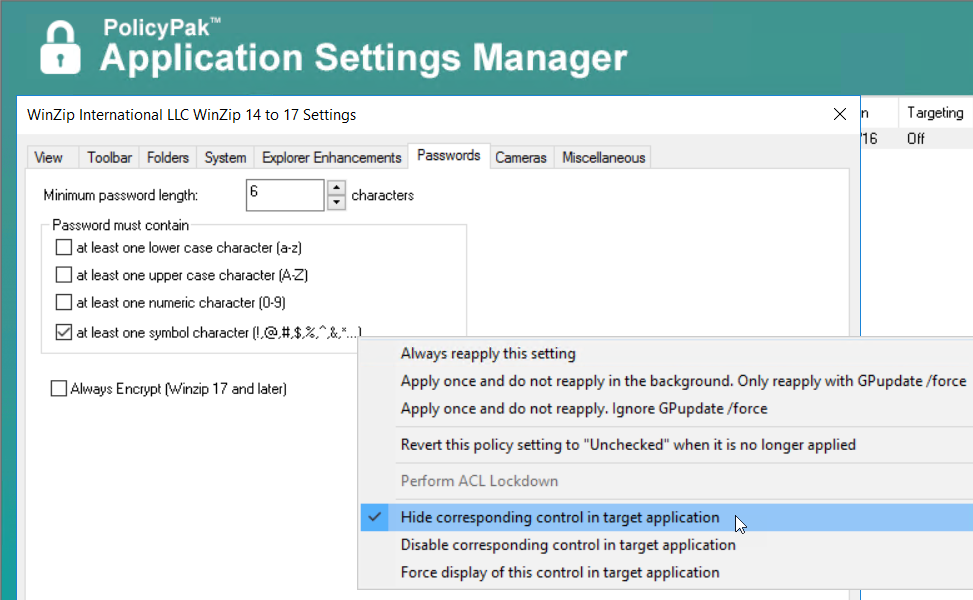 PolicyPak™
Application Settings Manager
WinZip International LLC WinZip 14 to 17 Settings
n Targeting
'16 Off
View Toolbar Folders System Explorer Enhancements Passwords Cameras Miscellaneous
Minimum password length: 6 characters
Password must contain
at least one lower case character (a-z)
at least one upper case character (A-Z)
at least one numeric character (0-9)
at least one symbol character (!,@,#,$,%,^,&,*...)
Always Encrypt (Winzip 17 and later)
Always reapply this setting
Apply once and do not reapply in the background. Only reapply with GPupdate /force
Apply once and do not reapply. Ignore GPupdate /force
Revert this policy setting to "Unchecked" when it is no longer applied
Perform ACL Lockdown
Hide corresponding control in target application
Disable corresponding control in target application
Force display of this control in target application